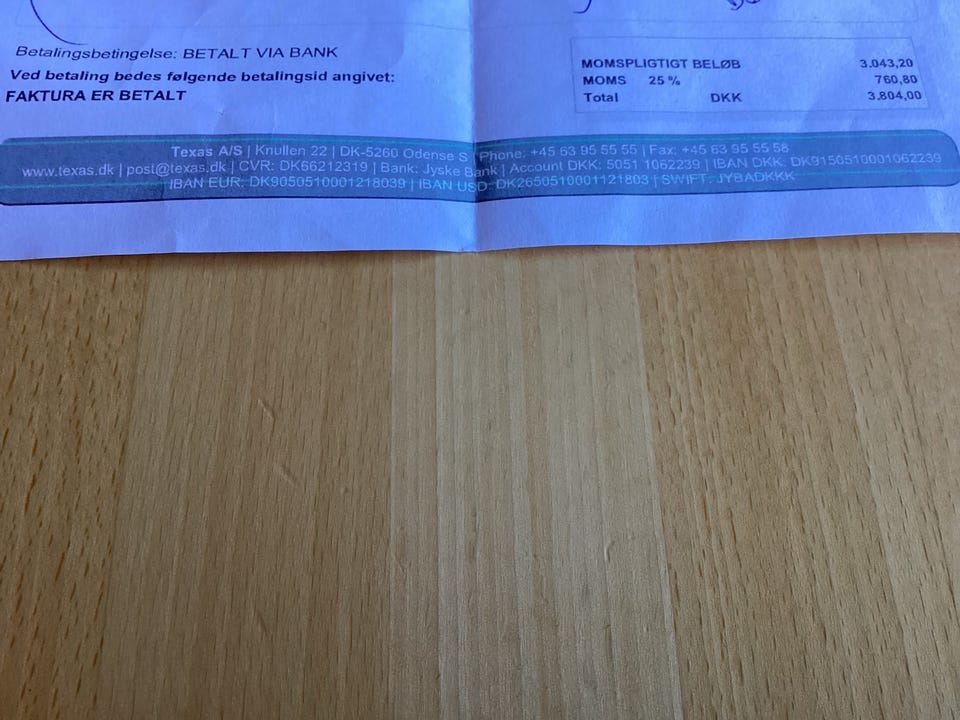 Betalingsbetingelse: BETALT VIA BANK
Ved betaling bedes følgende betalingsid angivet:
FAKTURA ER BETALT
MOMSPLIGTIGT BELØB 3.043,20
MOMS 25 % 760,80
Total DKK 3.804,00
Texas A/S | Knullen 22 | DK-5260 Odense S | Phone: +45 63 95 55 55 | Fax: +45 63 95 55 58
www.texas.dk | post@texas.dk | CVR: DK66212319 | Bank: Jyske Bank | Account DKK: 5051 1062239 | IBAN DKK: DK9150510001062239
IBAN EUR: DK9050510001218039 | IBAN USD: DK2650510001121803 | SWIFT: JYBADKKK